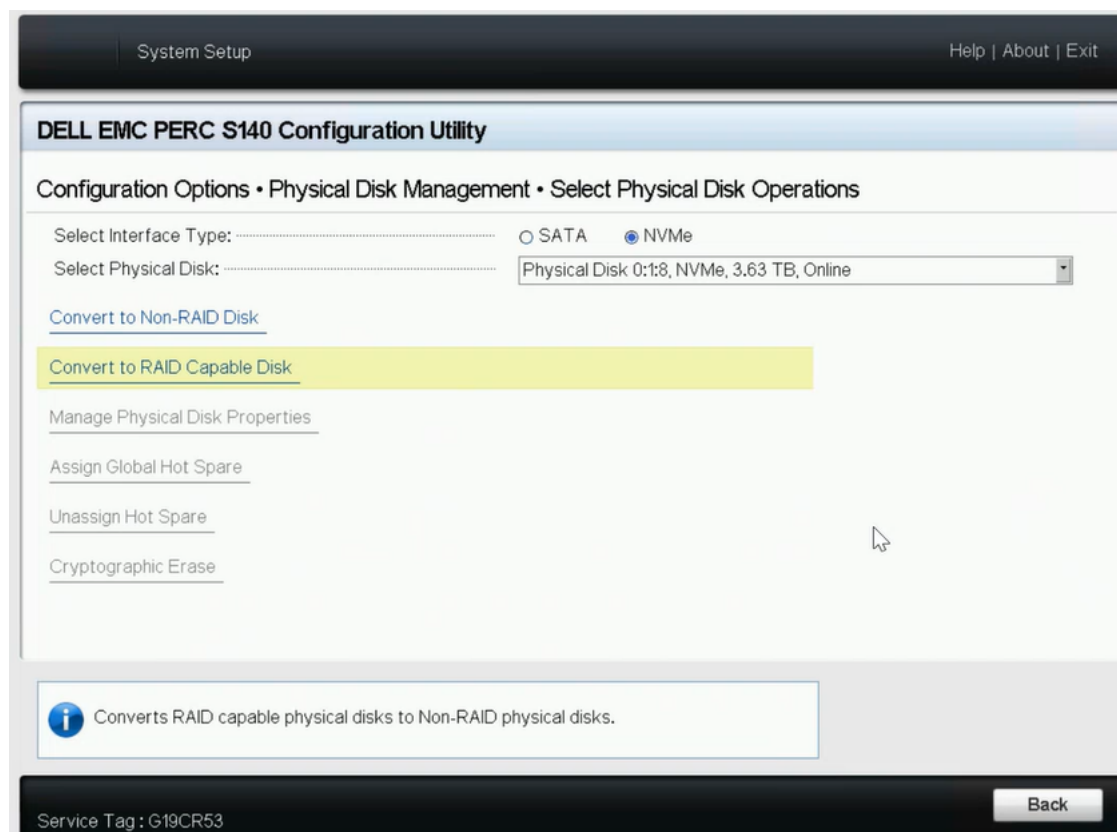 System Setup
Help | About | Exit
DELL EMC PERC S140 Configuration Utility
Configuration Options • Physical Disk Management • Select Physical Disk Operations
Select Interface Type: SATA NVMe
Select Physical Disk: Physical Disk 0:1:8, NVMe, 3.63 TB, Online
Convert to Non-RAID Disk
Convert to RAID Capable Disk
Manage Physical Disk Properties
Assign Global Hot Spare
Unassign Hot Spare
Cryptographic Erase
Converts RAID capable physical disks to Non-RAID physical disks.
Back
Service Tag : G19CR53